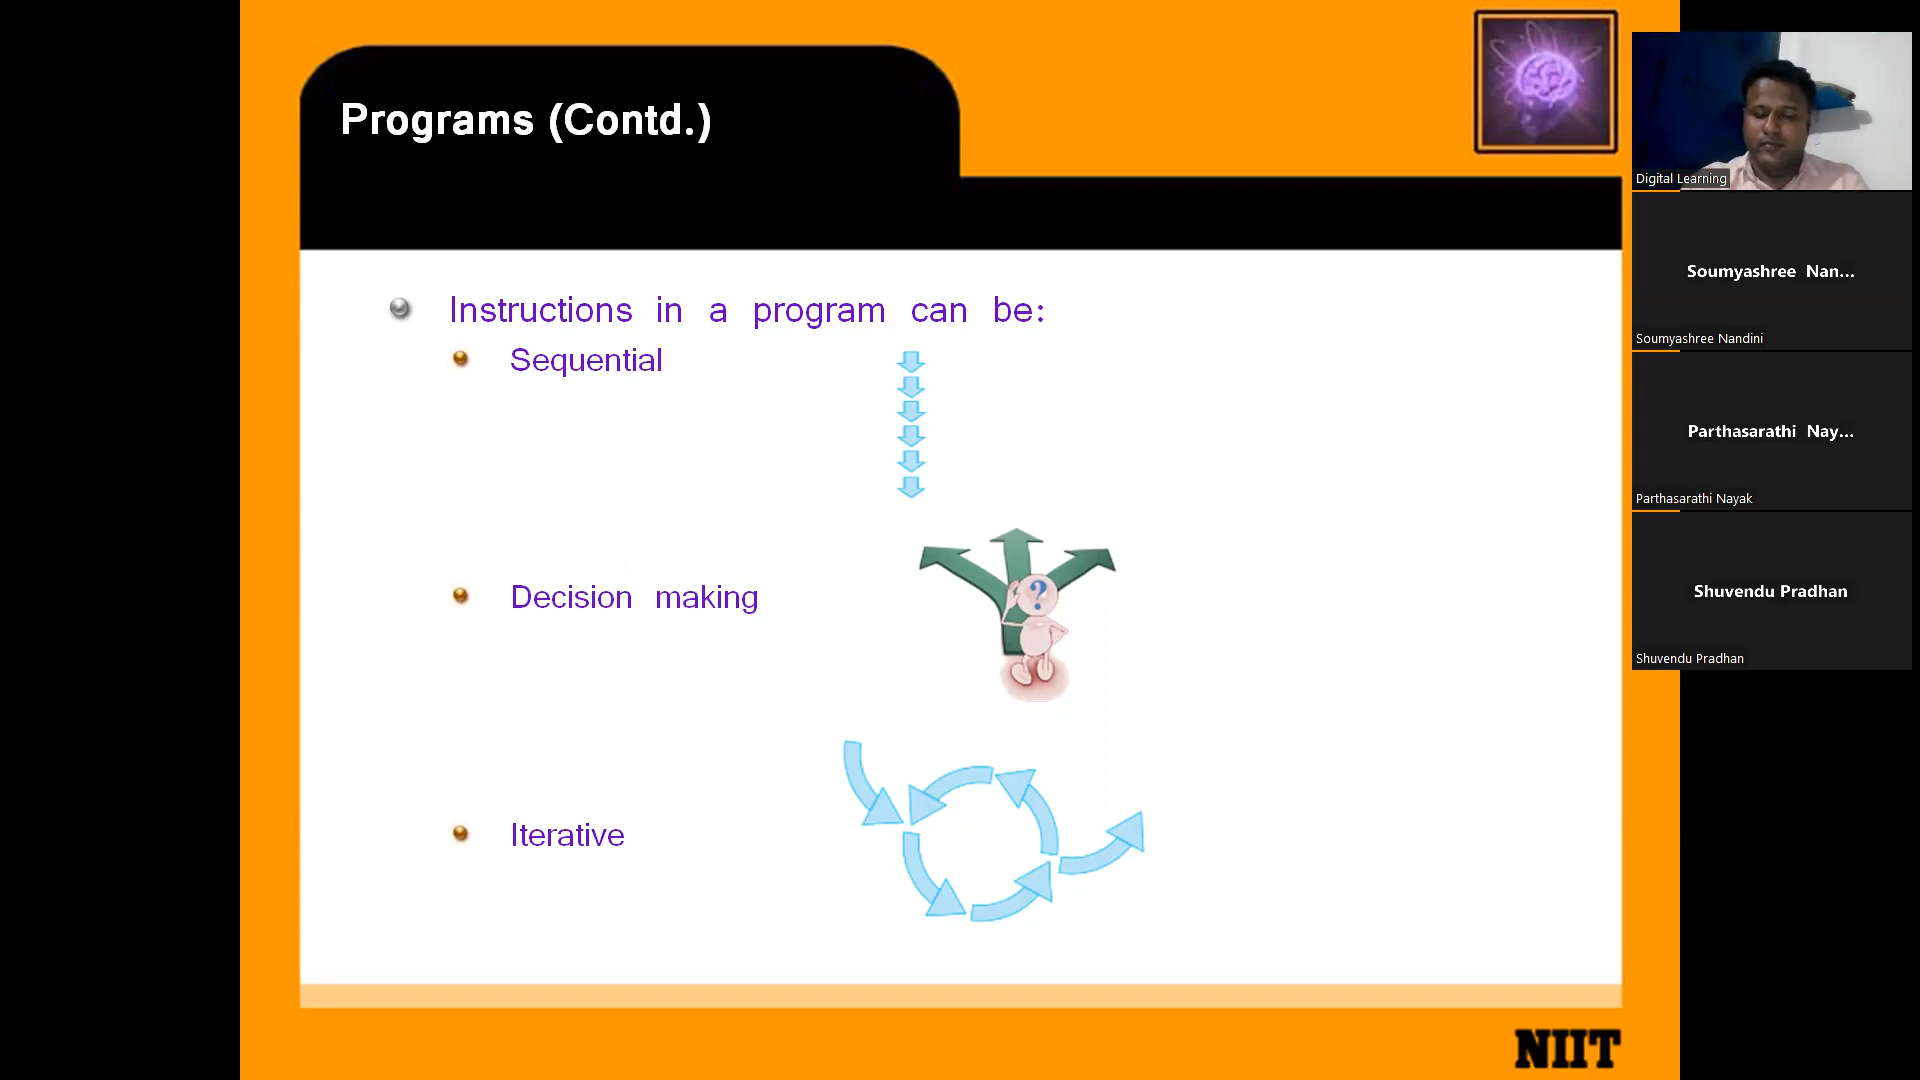 Programs (Contd.)
Instructions in a program can be:
Sequential
Decision making
?
Iterative
NIIT
Digital Learning
Soumyashree Nan...
Soumyashree Nandini
Parthasarathi Nay...
Parthasarathi Nayak
Shuvendu Pradhan
Shuvendu Pradhan